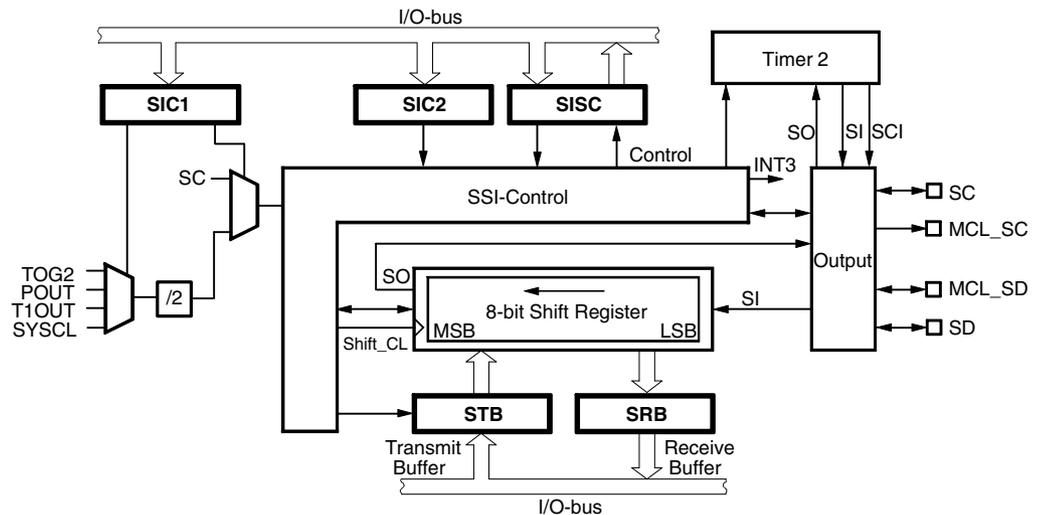 I/O-bus
Timer 2
SIC1
SIC2
SISC
SO
SI
SCI
Control
INT3
SC
SSI-Control
SC
MCL_SC
Output
TOG2
POUT
T1OUT
SYSCL
/2
SO
8-bit Shift Register
MSB
LSB
SI
MCL_SD
SD
Shift_CL
STB
SRB
Transmit
Buffer
Receive
Buffer
I/O-bus